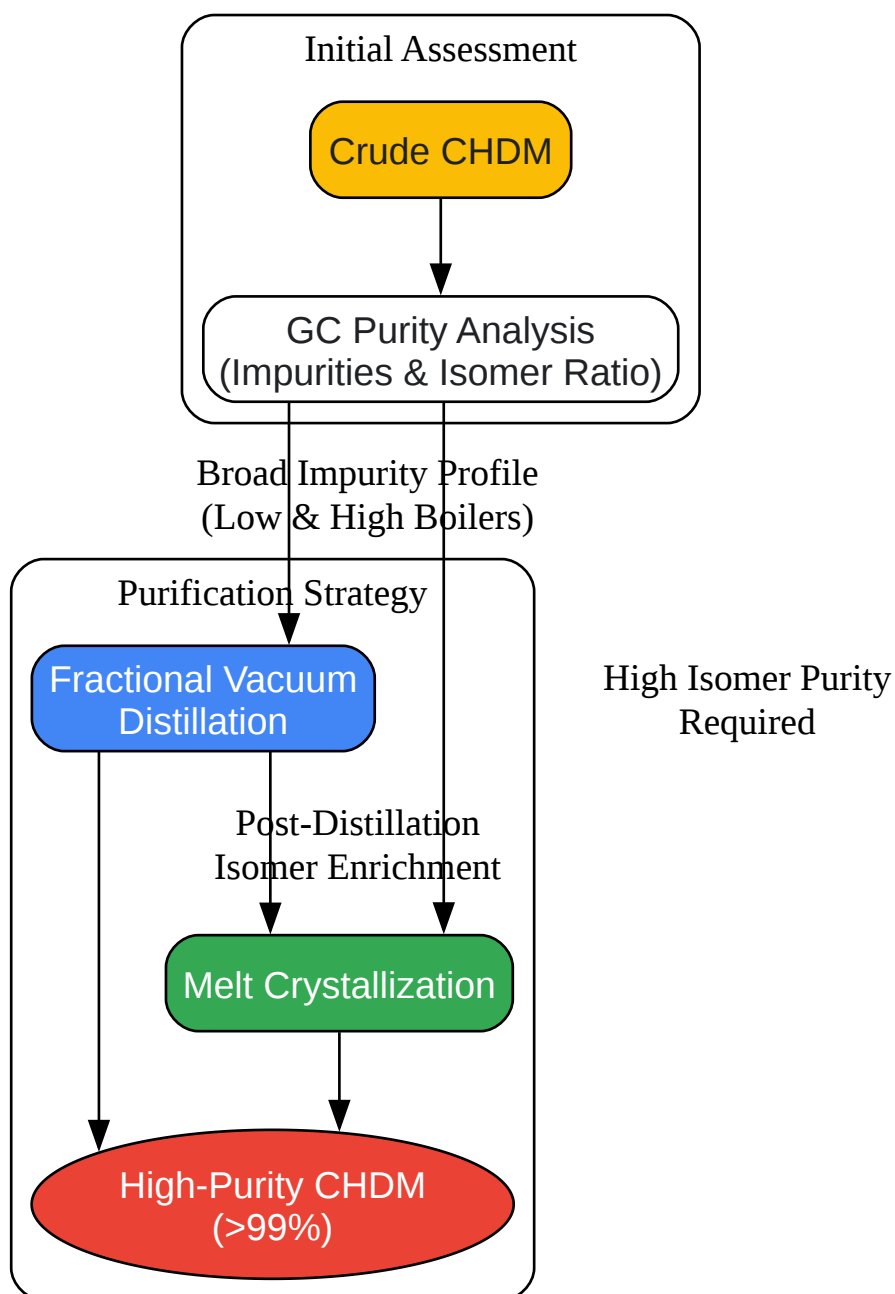 Initial Assessment
Crude CHDM
GC Purity Analysis
(Impurities & Isomer Ratio)
Broad Impurity Profile
(Low & High Boilers)
Purification Strategy
Fractional Vacuum
Distillation
High Isomer Purity
Required
Post-Distillation
Isomer Enrichment
Melt Crystallization
High-Purity CHDM
(>99%)